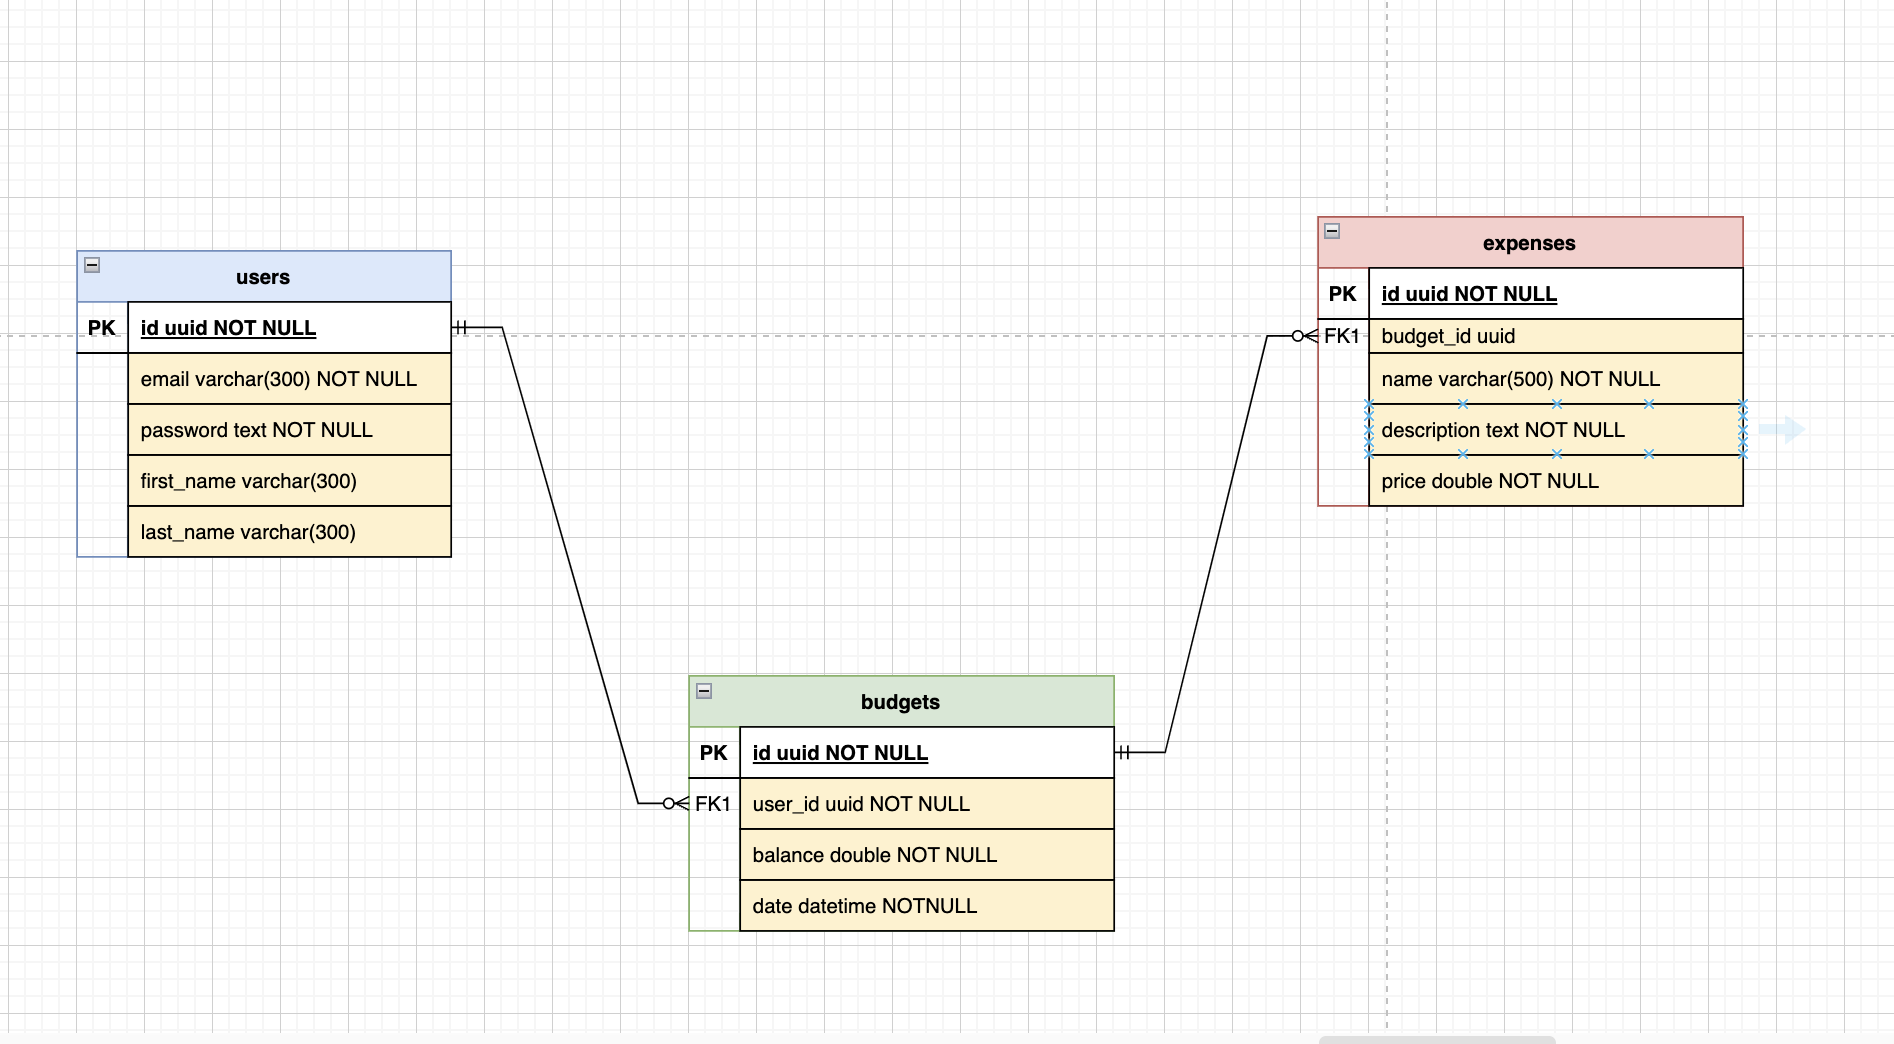 users
PK id uuid NOT NULL
email varchar(300) NOT NULL
password text NOT NULL
first_name varchar(300)
last_name varchar(300)
expenses
PK id uuid NOT NULL
FK1 budget_id uuid
name varchar(500) NOT NULL
description text NOT NULL
price double NOT NULL
budgets
PK id uuid NOT NULL
FK1 user_id uuid NOT NULL
balance double NOT NULL
date datetime NOTNULL